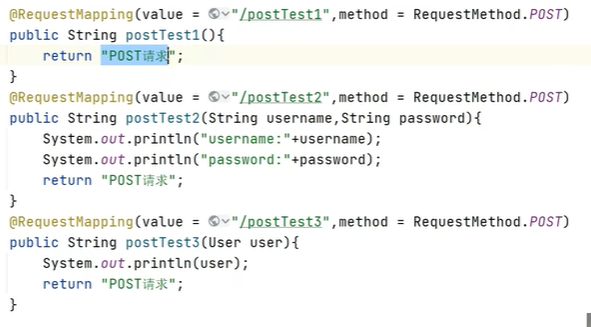 @RequestMapping(value = "/postTest1",method = RequestMethod.POST)
public String postTest1(){
    return "POST请求";
}
@RequestMapping(value = "/postTest2",method = RequestMethod.POST)
public String postTest2(String username,String password){
    System.out.println("username:"+username);
    System.out.println("password:"+password);
    return "POST请求";
}
@RequestMapping(value = "/postTest3",method = RequestMethod.POST)
public String postTest3(User user){
    System.out.println(user);
    return "POST请求";
}